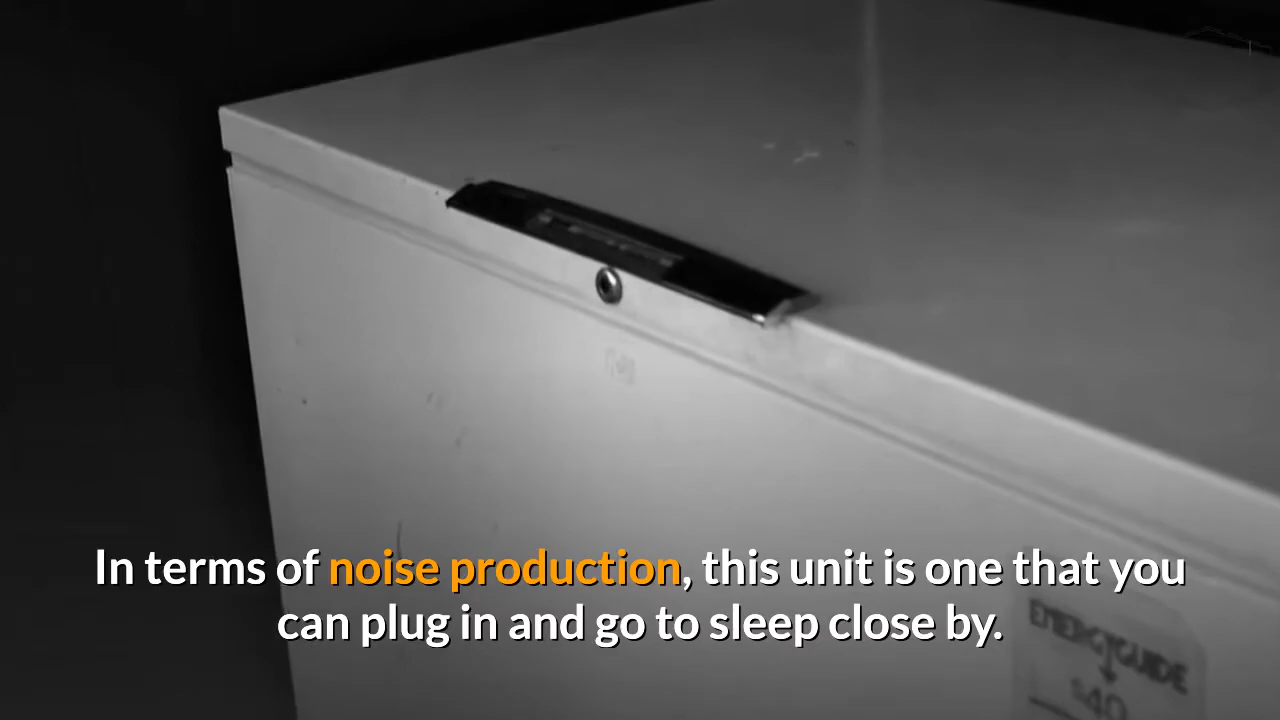 In terms of noise production, this unit is one that you
can plug in and go to sleep close by.
ENERGYGUIDE
$40